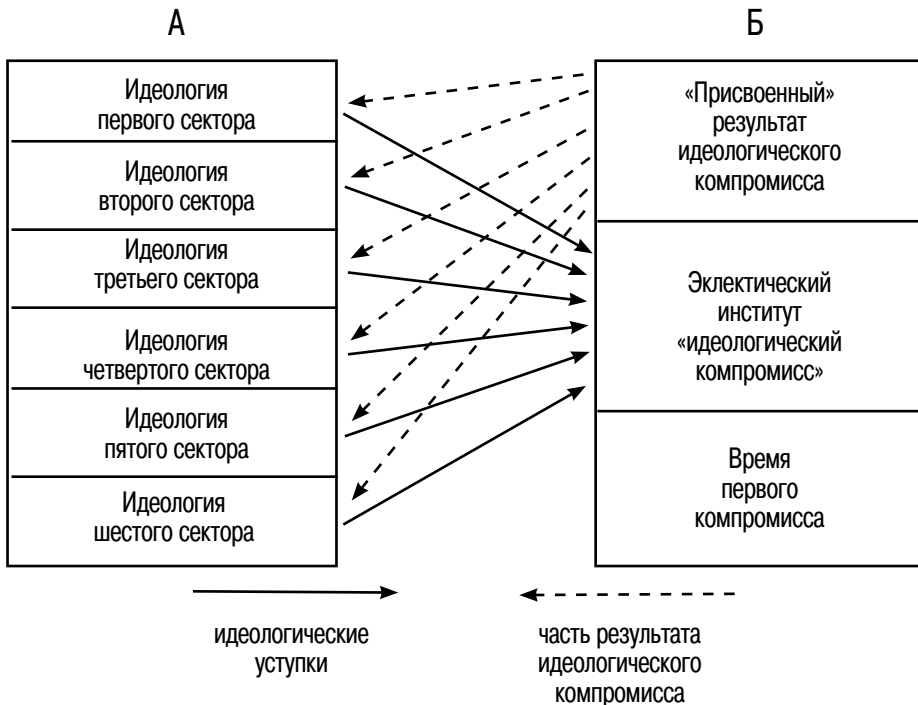 А
Идеология
первого сектора
Идеология
второго сектора
Идеология
третьего сектора
Идеология
четвертого сектора
Идеология
пятого сектора
Идеология
шестого сектора
Б
«Присвоенный»
результат
идеологического
компромисса
Эклектический
институт
«идеологический
компромисс»
Время
первого
компромисса
идеологические
уступки
часть результата
идеологического
компромисса